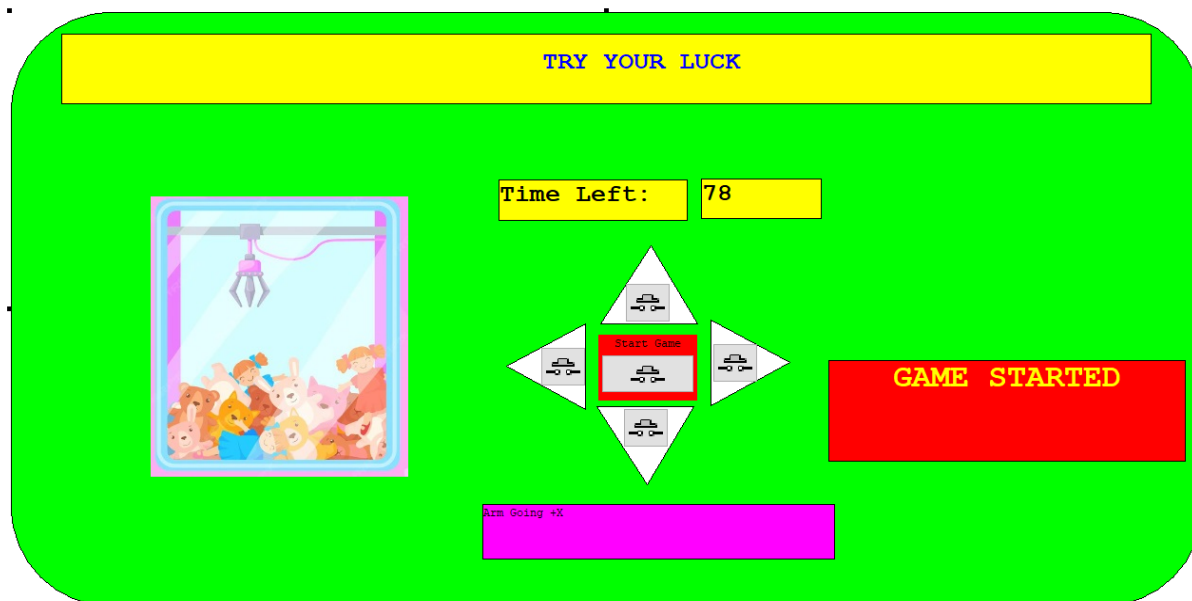 TRY YOUR LUCK
Time Left: 78
Start Game
GAME STARTED
Arm Going +X